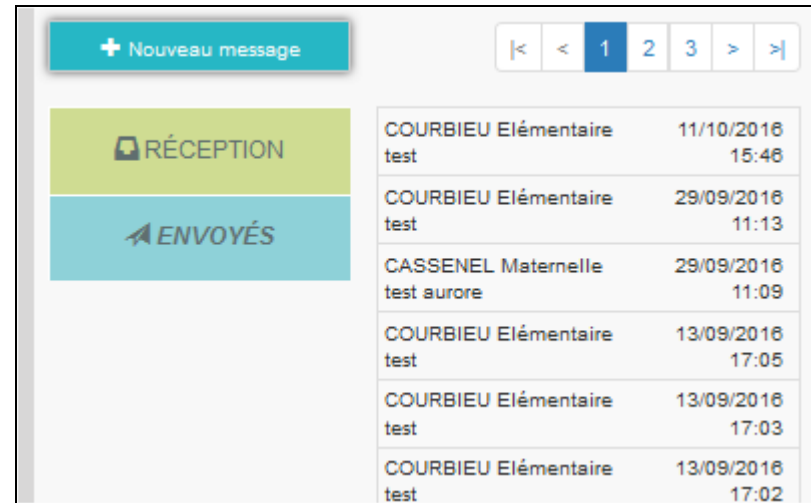 Nouveau message
|< < 1 2 3 > >|
RÉCEPTION
ENVOYÉS
COURBIEU Elémentaire 11/10/2016
test 15:46
COURBIEU Elémentaire 29/09/2016
test 11:13
CASSENEL Maternelle 29/09/2016
test aurore 11:09
COURBIEU Elémentaire 13/09/2016
test 17:05
COURBIEU Elémentaire 13/09/2016
test 17:03
COURBIEU Elémentaire 13/09/2016
test 17:02